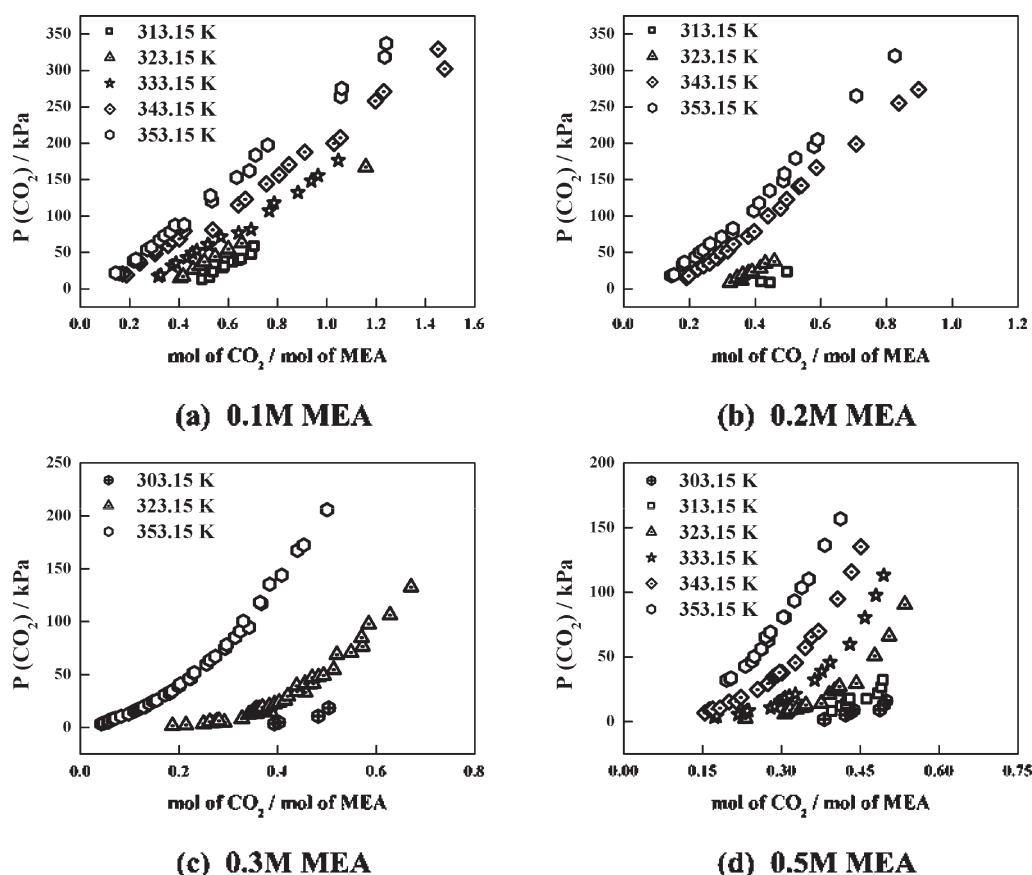 350
300
250
200
150
100
50
0
P (CO2) / kPa
313.15 K
323.15 K
333.15 K
343.15 K
353.15 K
0.0 0.2 0.4 0.6 0.8 1.0 1.2 1.4 1.6
mol of CO2 / mol of MEA
(a) 0.1M MEA
350
300
250
200
150
100
50
0
P (CO2) / kPa
313.15 K
323.15 K
343.15 K
353.15 K
0.0 0.2 0.4 0.6 0.8 1.0 1.2
mol of CO2 / mol of MEA
(b) 0.2M MEA
250
200
150
100
50
0
P (CO2) / kPa
303.15 K
323.15 K
353.15 K
0.0 0.2 0.4 0.6 0.8
mol of CO2 / mol of MEA
(c) 0.3M MEA
200
150
100
50
0
P (CO2) / kPa
303.15 K
313.15 K
323.15 K
333.15 K
343.15 K
353.15 K
0.00 0.15 0.30 0.45 0.60 0.75
mol of CO2 / mol of MEA
(d) 0.5M MEA